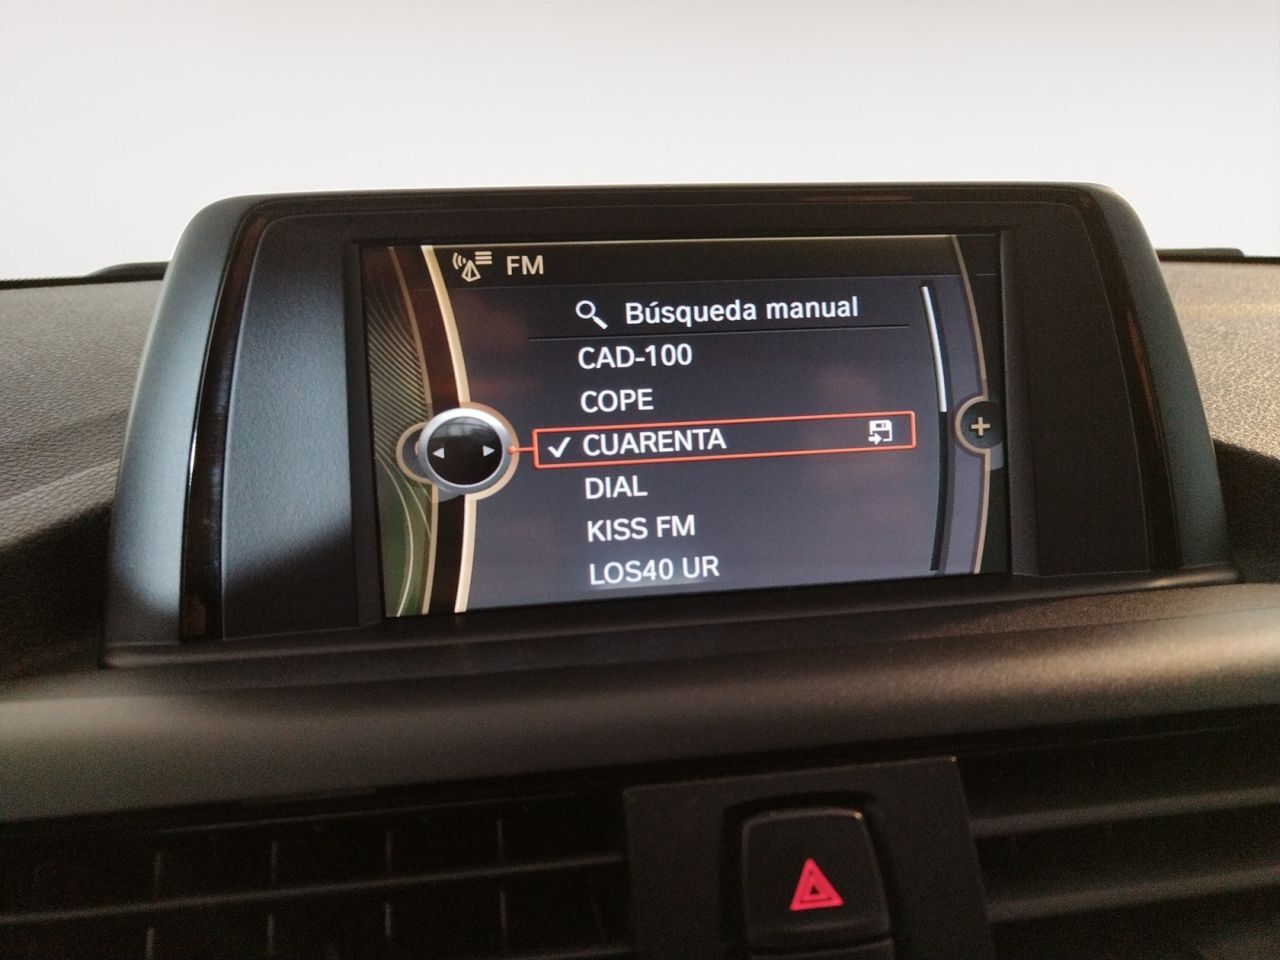 FM
Búsqueda manual
CAD-100
COPE
CUARENTA
DIAL
KISS FM
LOS40 UR